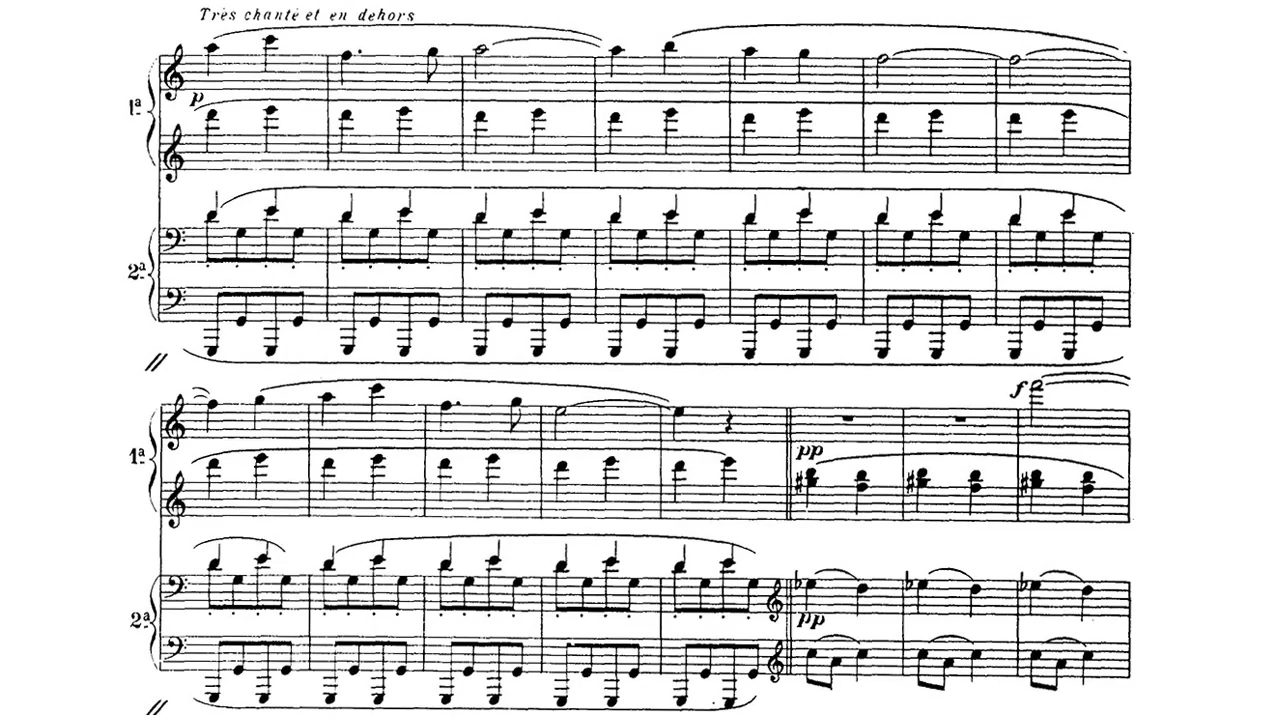 Très chanté et en dehors
1ª
p
2ª
f
1ª
pp
2ª
pp